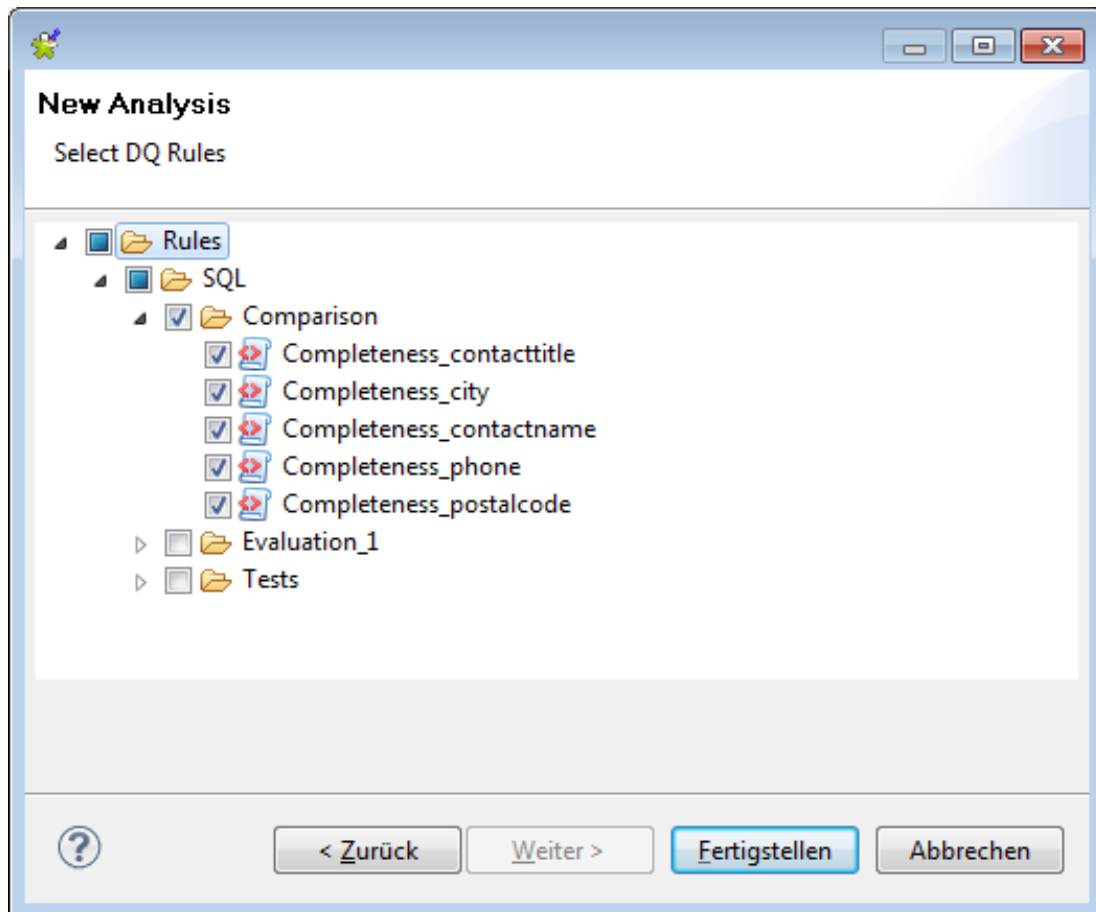 New Analysis
Select DQ Rules
Rules
SQL
Comparison
Completeness_contacttitle
Completeness_city
Completeness_contactname
Completeness_phone
Completeness_postalcode
Evaluation_1
Tests
? < Zurück Weiter > Fertigstellen Abbrechen